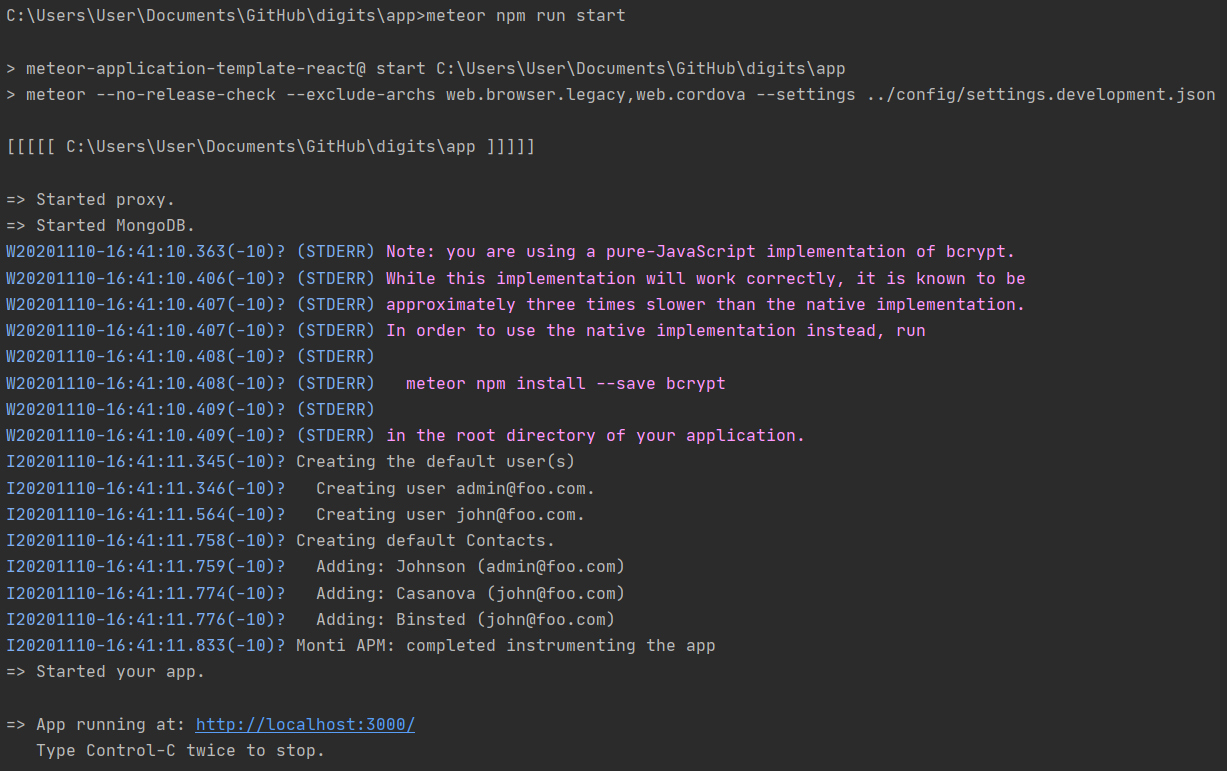 C:\Users\User\Documents\GitHub\digits\app>meteor npm run start
> meteor-application-template-react@ start C:\Users\User\Documents\GitHub\digits\app
> meteor --no-release-check --exclude-archs web.browser.legacy,web.cordova --settings ../config/settings.development.json
[[[[[ C:\Users\User\Documents\GitHub\digits\app ]]]]]
=> Started proxy.
=> Started MongoDB.
W20201110-16:41:10.363(-10)? (STDERR) Note: you are using a pure-JavaScript implementation of bcrypt.
W20201110-16:41:10.406(-10)? (STDERR) While this implementation will work correctly, it is known to be
W20201110-16:41:10.407(-10)? (STDERR) approximately three times slower than the native implementation.
W20201110-16:41:10.407(-10)? (STDERR) In order to use the native implementation instead, run
W20201110-16:41:10.408(-10)? (STDERR)
W20201110-16:41:10.408(-10)? (STDERR)   meteor npm install --save bcrypt
W20201110-16:41:10.409(-10)? (STDERR)
W20201110-16:41:10.409(-10)? (STDERR) in the root directory of your application.
I20201110-16:41:11.345(-10)? Creating the default user(s)
I20201110-16:41:11.346(-10)?   Creating user admin@foo.com.
I20201110-16:41:11.564(-10)?   Creating user john@foo.com.
I20201110-16:41:11.758(-10)? Creating default Contacts.
I20201110-16:41:11.759(-10)?   Adding: Johnson (admin@foo.com)
I20201110-16:41:11.774(-10)?   Adding: Casanova (john@foo.com)
I20201110-16:41:11.776(-10)?   Adding: Binsted (john@foo.com)
I20201110-16:41:11.833(-10)? Monti APM: completed instrumenting the app
=> Started your app.
=> App running at: http://localhost:3000/
   Type Control-C twice to stop.